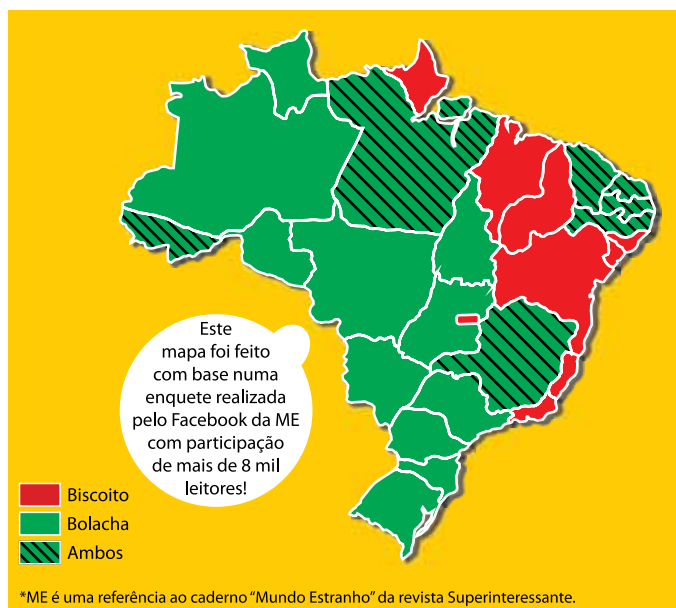 Este
mapa foi feito
com base numa
enquete realizada
pelo Facebook da ME
com participação
de mais de 8 mil
leitores!
Biscoito
Bolacha
Ambos
*ME é uma referência ao caderno “Mundo Estranho” da revista Superinteressante.